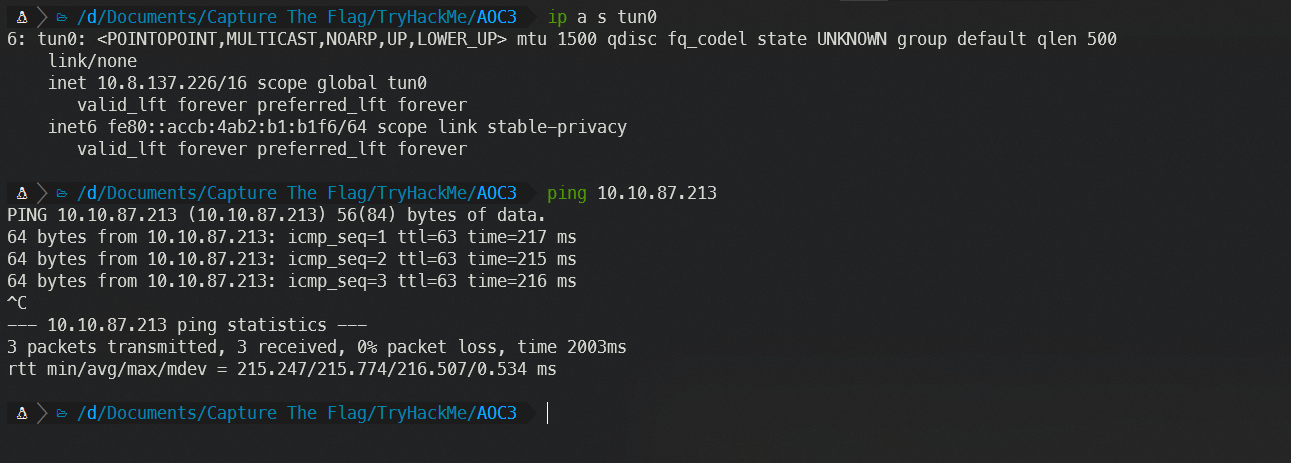 /d/Documents/Capture The Flag/TryHackMe/AOC3 ip a s tun0
6: tun0: <POINTOPOINT,MULTICAST,NOARP,UP,LOWER_UP> mtu 1500 qdisc fq_codel state UNKNOWN group default qlen 500
    link/none
    inet 10.8.137.226/16 scope global tun0
       valid_lft forever preferred_lft forever
    inet6 fe80::accb:4ab2:b1:b1f6/64 scope link stable-privacy
       valid_lft forever preferred_lft forever
/d/Documents/Capture The Flag/TryHackMe/AOC3 ping 10.10.87.213
PING 10.10.87.213 (10.10.87.213) 56(84) bytes of data.
64 bytes from 10.10.87.213: icmp_seq=1 ttl=63 time=217 ms
64 bytes from 10.10.87.213: icmp_seq=2 ttl=63 time=215 ms
64 bytes from 10.10.87.213: icmp_seq=3 ttl=63 time=216 ms
^C
--- 10.10.87.213 ping statistics ---
3 packets transmitted, 3 received, 0% packet loss, time 2003ms
rtt min/avg/max/mdev = 215.247/215.774/216.507/0.534 ms
/d/Documents/Capture The Flag/TryHackMe/AOC3